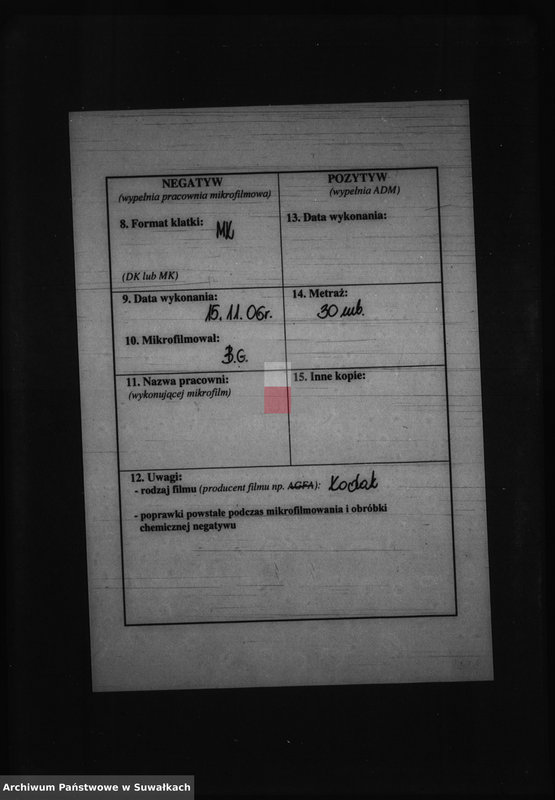 NEGATYW
(wypełnia pracownia mikrofilmowa)
8. Format klatki: MK
(DK lub MK)
9. Data wykonania:
15.11.06r.
10. Mikrofilmował:
B.G.
11. Nazwa pracowni:
(wykonującej mikrofilm)
POZYTYW
(wypełnia ADM)
13. Data wykonania:
14. Metraż:
30 mb.
15. Inne kopie:
12. Uwagi:
- rodzaj filmu (producent filmu np. AGFA): Kodak
- poprawki powstałe podczas mikrofilmowania i obróbki
chemicznej negatywu
Archiwum Państwowe w Suwałkach